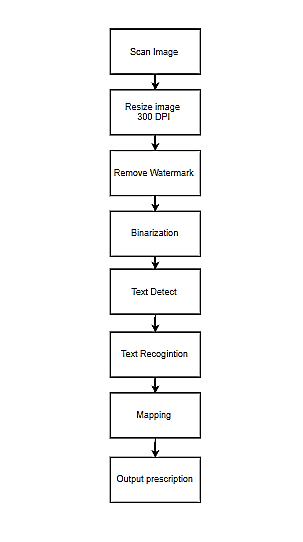 Scan Image
Resize image
300 DPI
Remove Watermark
Binarization
Text Detect
Text Recogintion
Mapping
Output prescription